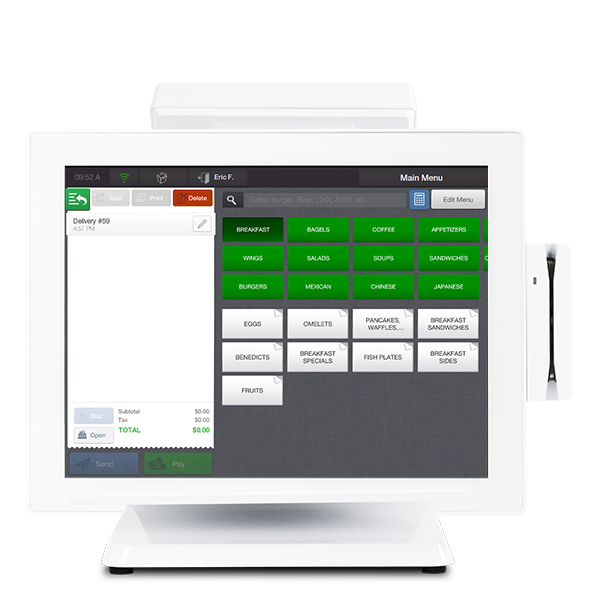 09:52 A
Eric F.
Main Menu
Split
Print
Delete
Turkey Burger, Beer, CHX, 6095, etc.
Edit Menu
Delivery #59
4:57 PM
BREAKFAST
BAGELS
COFFEE
APPETIZERS
WINGS
SALADS
SOUPS
SANDWICHES
BURGERS
MEXICAN
CHINESE
JAPANESE
EGGS
OMELETS
PANCAKES,
WAFFLES,...
BREAKFAST
SANDWICHES
BENEDICTS
BREAKFAST
SPECIALS
FISH PLATES
BREAKFAST
SIDES
FRUITS
Disc
Open
Subtotal $0.00
Tax $0.00
TOTAL $0.00
Send
Pay